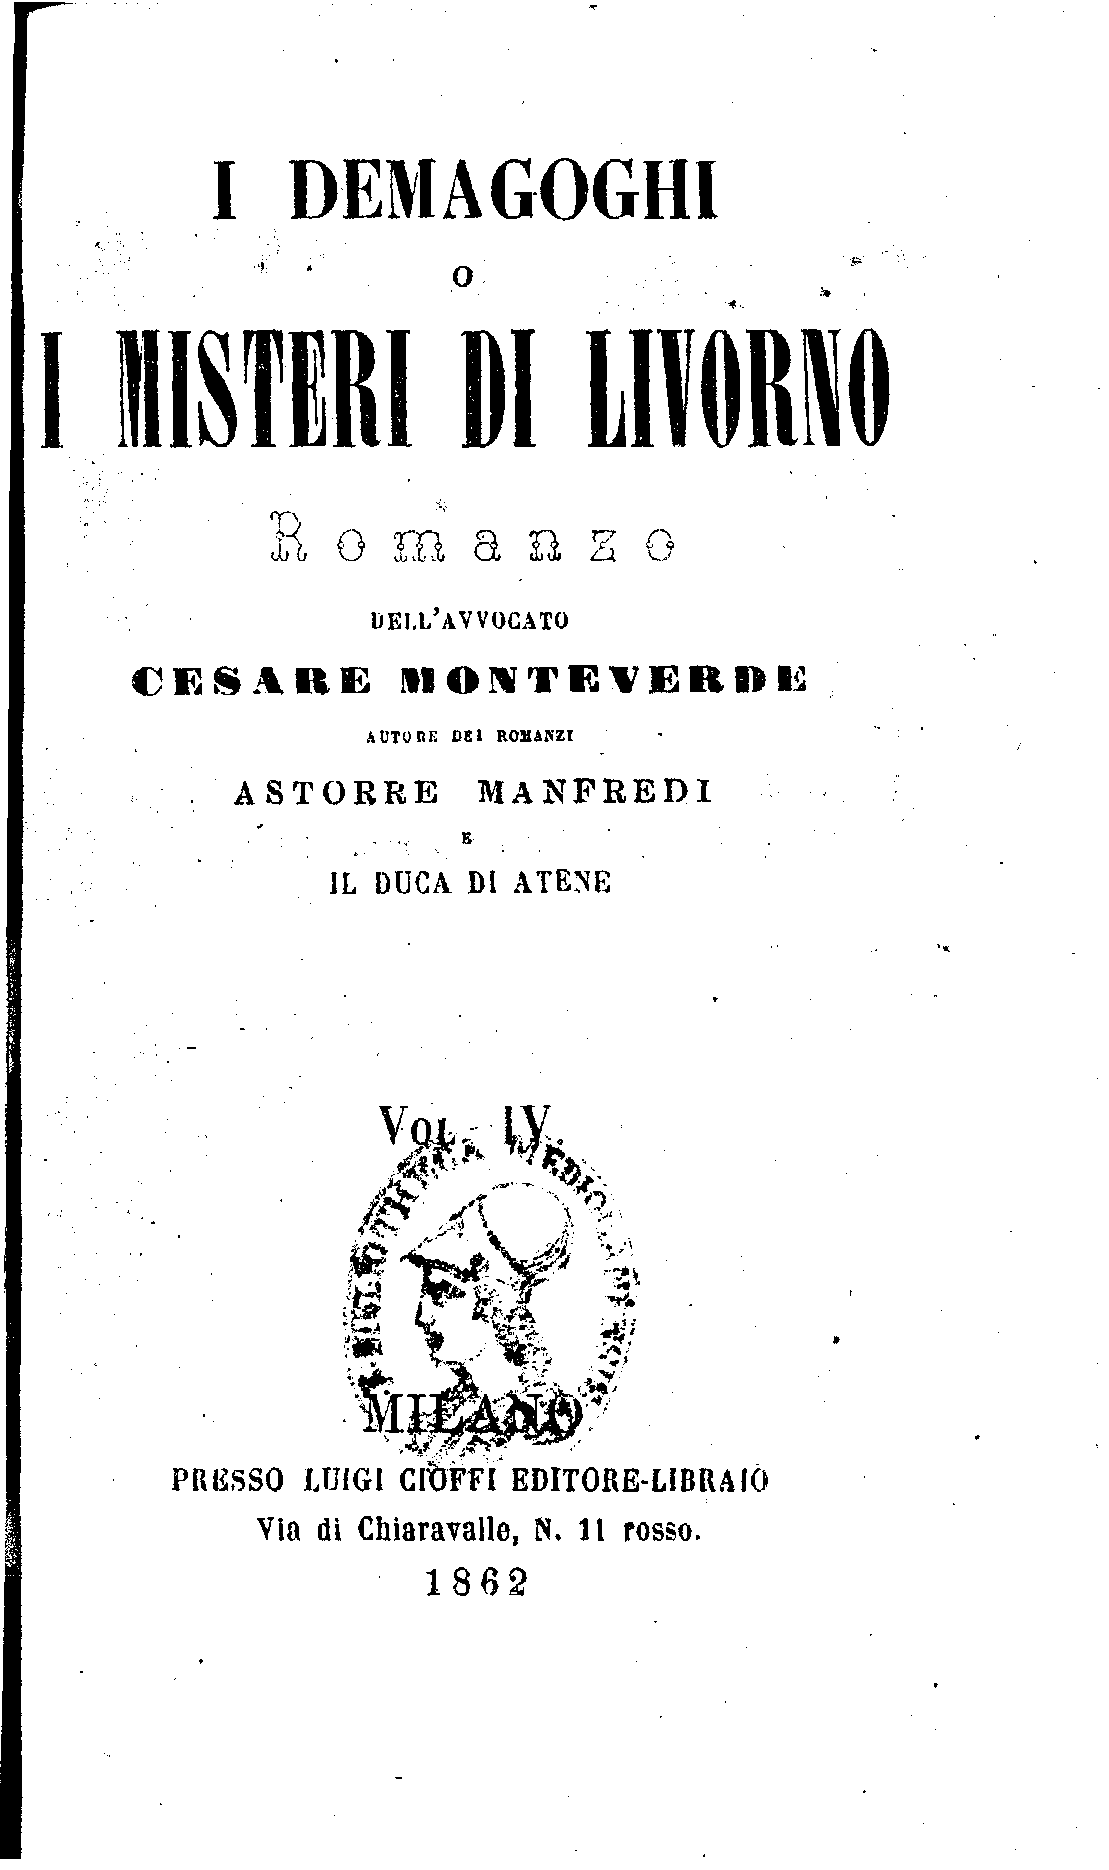 I DEMAGOGHI
O
I MISTERI DI LIVORNO
Romanzo
DELL'AVVOCATO
CESARE MONTEVERDE
AUTORE DEI ROMANZI
ASTORRE MANFREDI
E
IL DUCA DI ATENE
VOL. IV.
MILANO
PRESSO LUIGI CIOFFI EDITORE-LIBRAIO
Via di Chiaravalle, N. 11 rosso.
1862